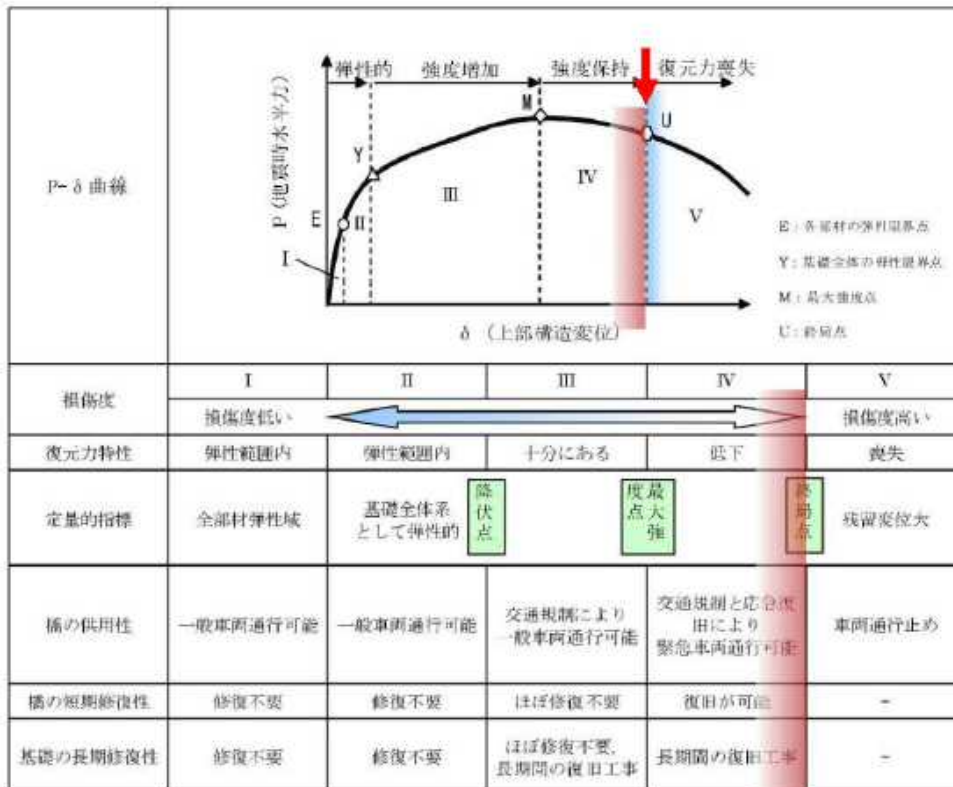 P-δ曲線
P(地震時水平力)
弾性的
強度増加
強度保持
復元力喪失
E
Y
M
U
I
II
III
IV
V
δ (上部構造変位)
E:各部材の弾性限界点
Y:基礎全体の弾性限界点
M:最大強度点
U:終局点
損傷度
I
II
III
IV
V
損傷度低い
損傷度高い
復元力特性
弾性範囲内
弾性範囲内
十分にある
低下
喪失
定量的指標
全部材弾性域
基礎全体系
として弾性的
降伏点
最大強度点
終局点
残留変位大
橋の供用性
一般車両通行可能
一般車両通行可能
交通規制により
一般車両通行可能
交通規制と応急復
旧により
緊急車両通行可能
車両通行止め
橋の短期修復性
修復不要
修復不要
ほぼ修復不要
復旧が可能
-
基礎の長期修復性
修復不要
修復不要
ほぼ修復不要,
長期間の復旧工事
長期間の復旧工事
-